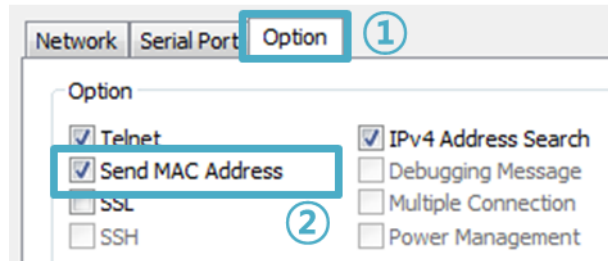 Network Serial Port Option ①
Option
Telnet IPv4 Address Search
Send MAC Address Debugging Message
SSL Multiple Connection
②
SSH Power Management